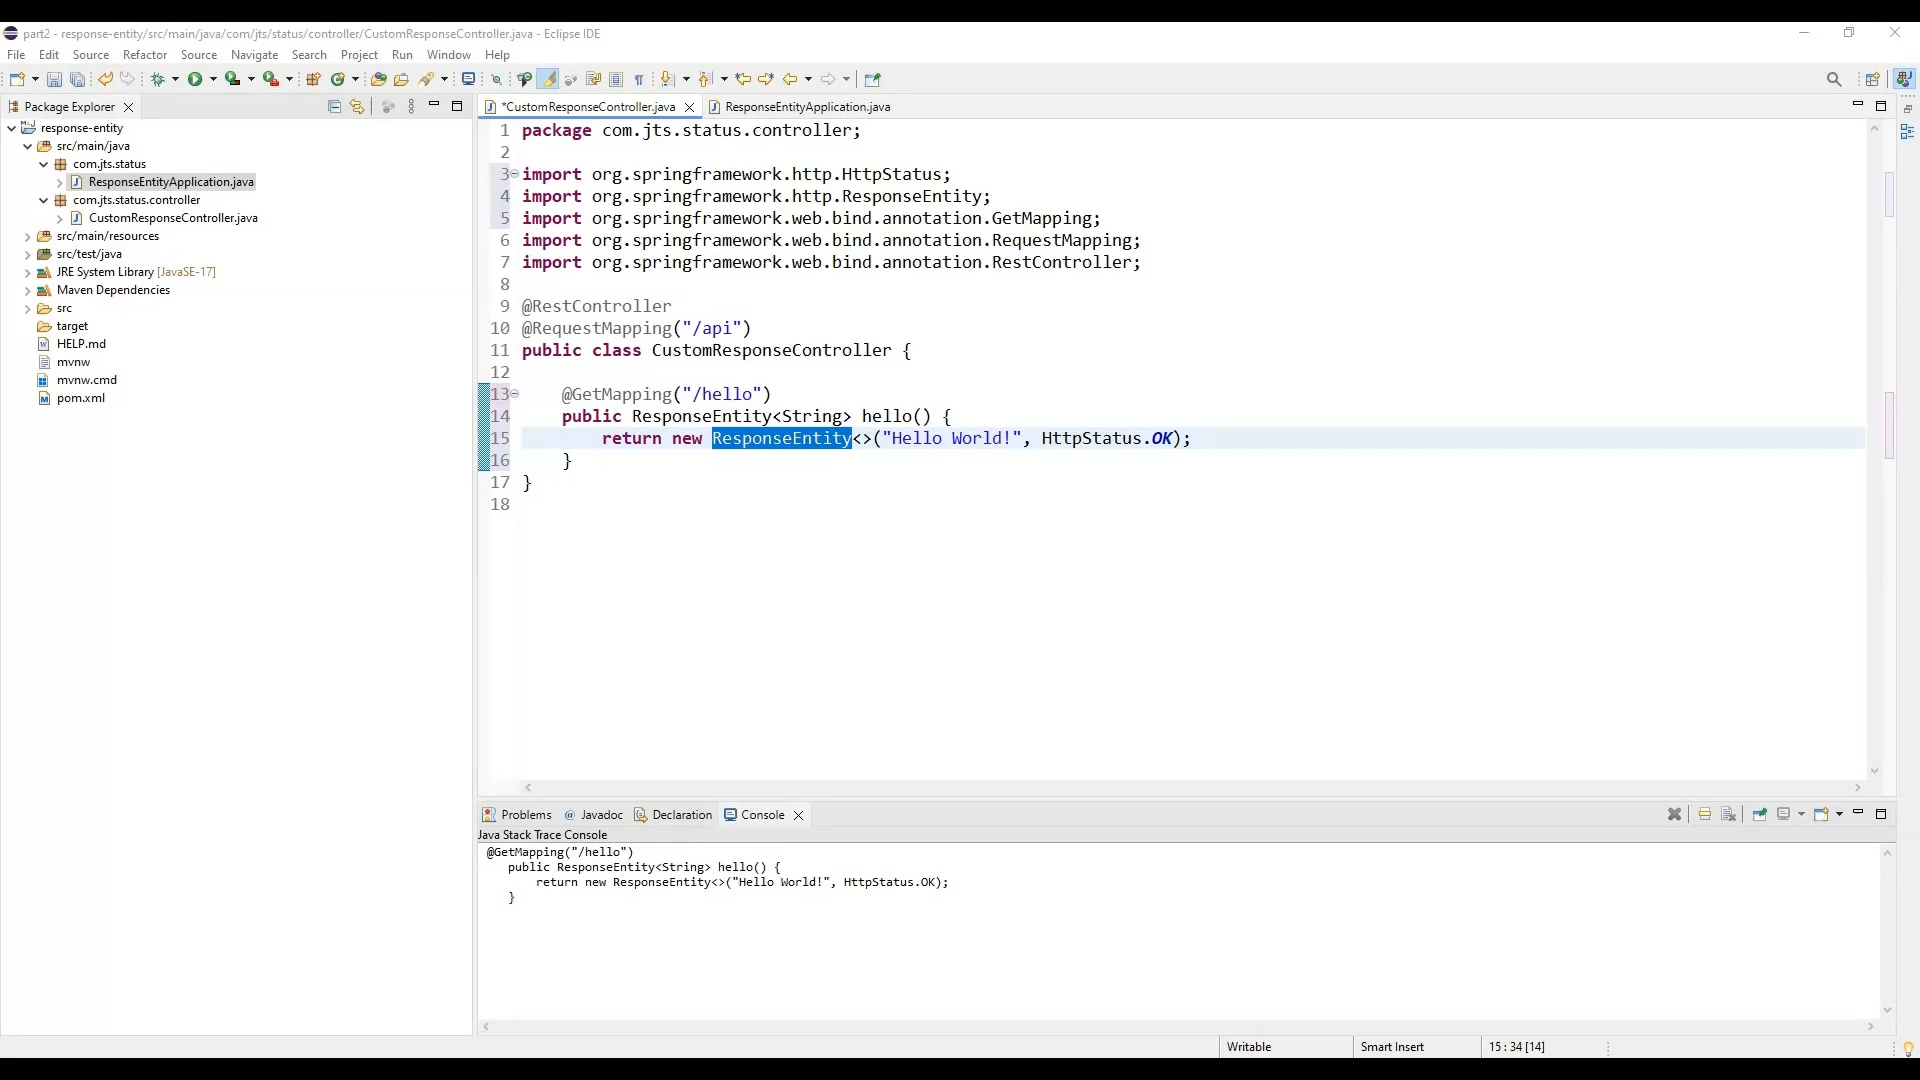 part2 - response-entity/src/main/java/com/jts/status/controller/CustomResponseController.java - Eclipse IDE
File Edit Source Refactor Source Navigate Search Project Run Window Help
Package Explorer
response-entity
src/main/java
com.jts.status
ResponseEntityApplication.java
com.jts.status.controller
CustomResponseController.java
src/main/resources
src/test/java
JRE System Library [JavaSE-17]
Maven Dependencies
src
target
HELP.md
mvnw
mvnw.cmd
pom.xml
*CustomResponseController.java ResponseEntityApplication.java
1 package com.jts.status.controller;
2
3 import org.springframework.http.HttpStatus;
4 import org.springframework.http.ResponseEntity;
5 import org.springframework.web.bind.annotation.GetMapping;
6 import org.springframework.web.bind.annotation.RequestMapping;
7 import org.springframework.web.bind.annotation.RestController;
8
9 @RestController
10 @RequestMapping("/api")
11 public class CustomResponseController {
12
13 @GetMapping("/hello")
14 public ResponseEntity<String> hello() {
15 return new ResponseEntity<>("Hello World!", HttpStatus.OK);
16 }
17 }
18
Problems Javadoc Declaration Console
Java Stack Trace Console
@GetMapping("/hello")
public ResponseEntity<String> hello() {
return new ResponseEntity<>("Hello World!", HttpStatus.OK);
}
Writable Smart Insert 15 : 34 [14]